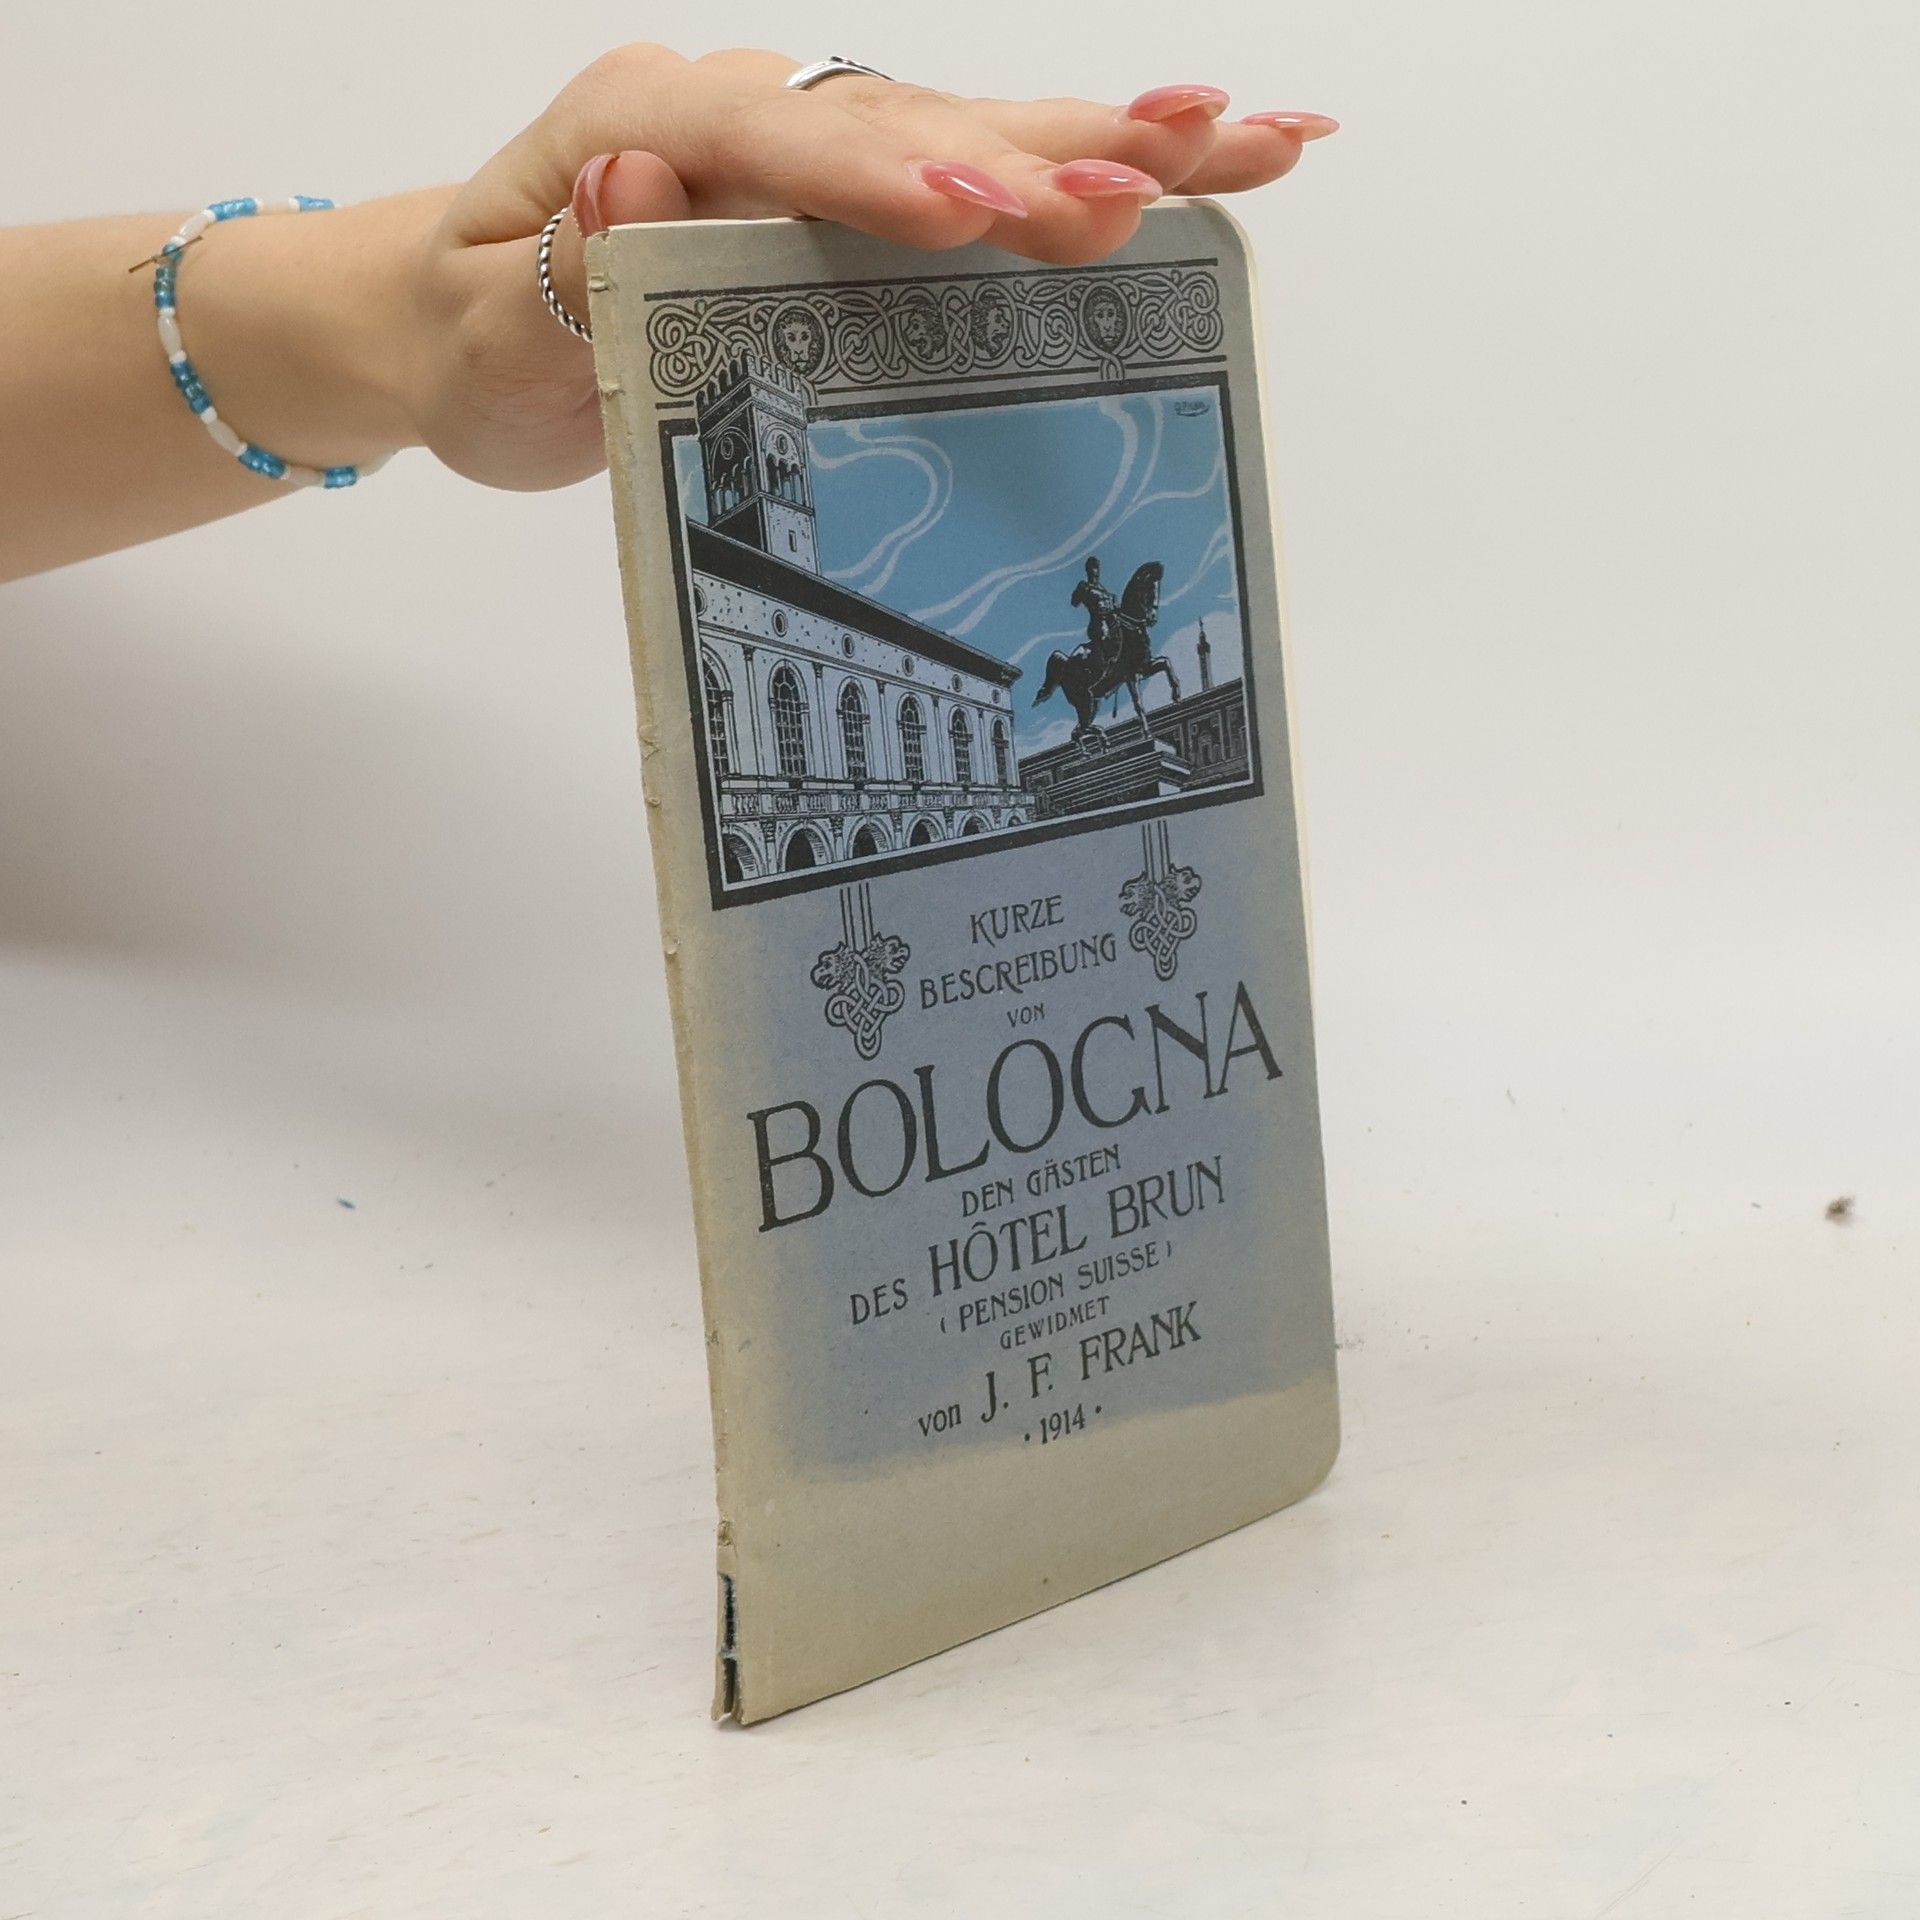 KURZE
BESCREIBUNG
VON
BOLOGNA
DEN GÄSTEN
DES HÔTEL BRUN
(PENSION SUISSE)
GEWIDMET
von J. F. FRANK
• 1914 •